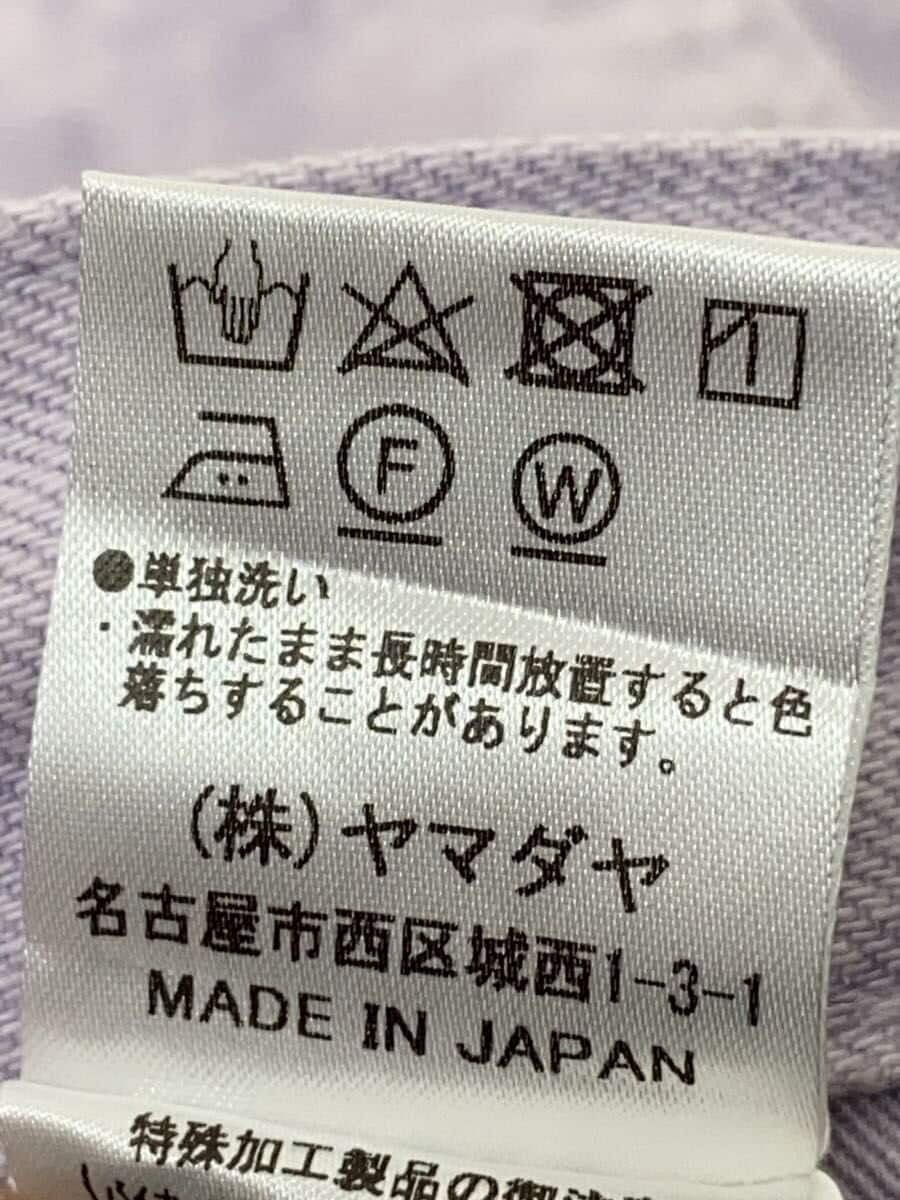 F W
●単独洗い
・濡れたまま長時間放置すると色
落ちすることがあります。
(株)ヤマダヤ
名古屋市西区城西1-3-1
MADE IN JAPAN
特殊加工製品の御洗